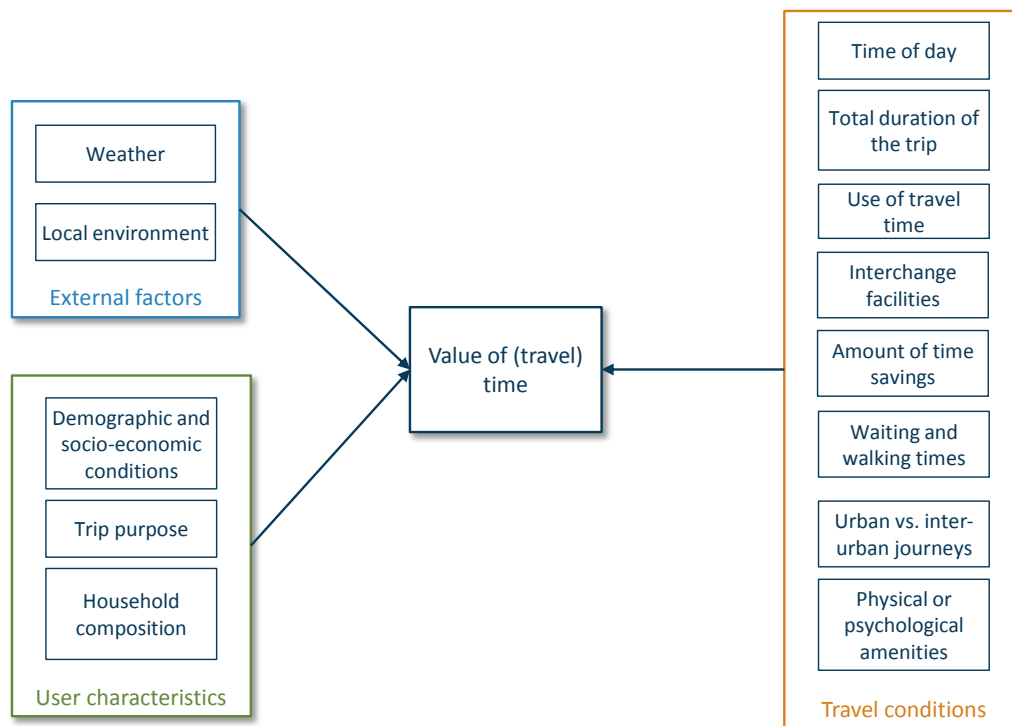 Weather
Local environment
External factors
Demographic and
socio-economic
conditions
Trip purpose
Household
composition
User characteristics
Value of (travel)
time
Time of day
Total duration of
the trip
Use of travel
time
Interchange
facilities
Amount of time
savings
Waiting and
walking times
Urban vs. inter-
urban journeys
Physical or
psychological
amenities
Travel conditions